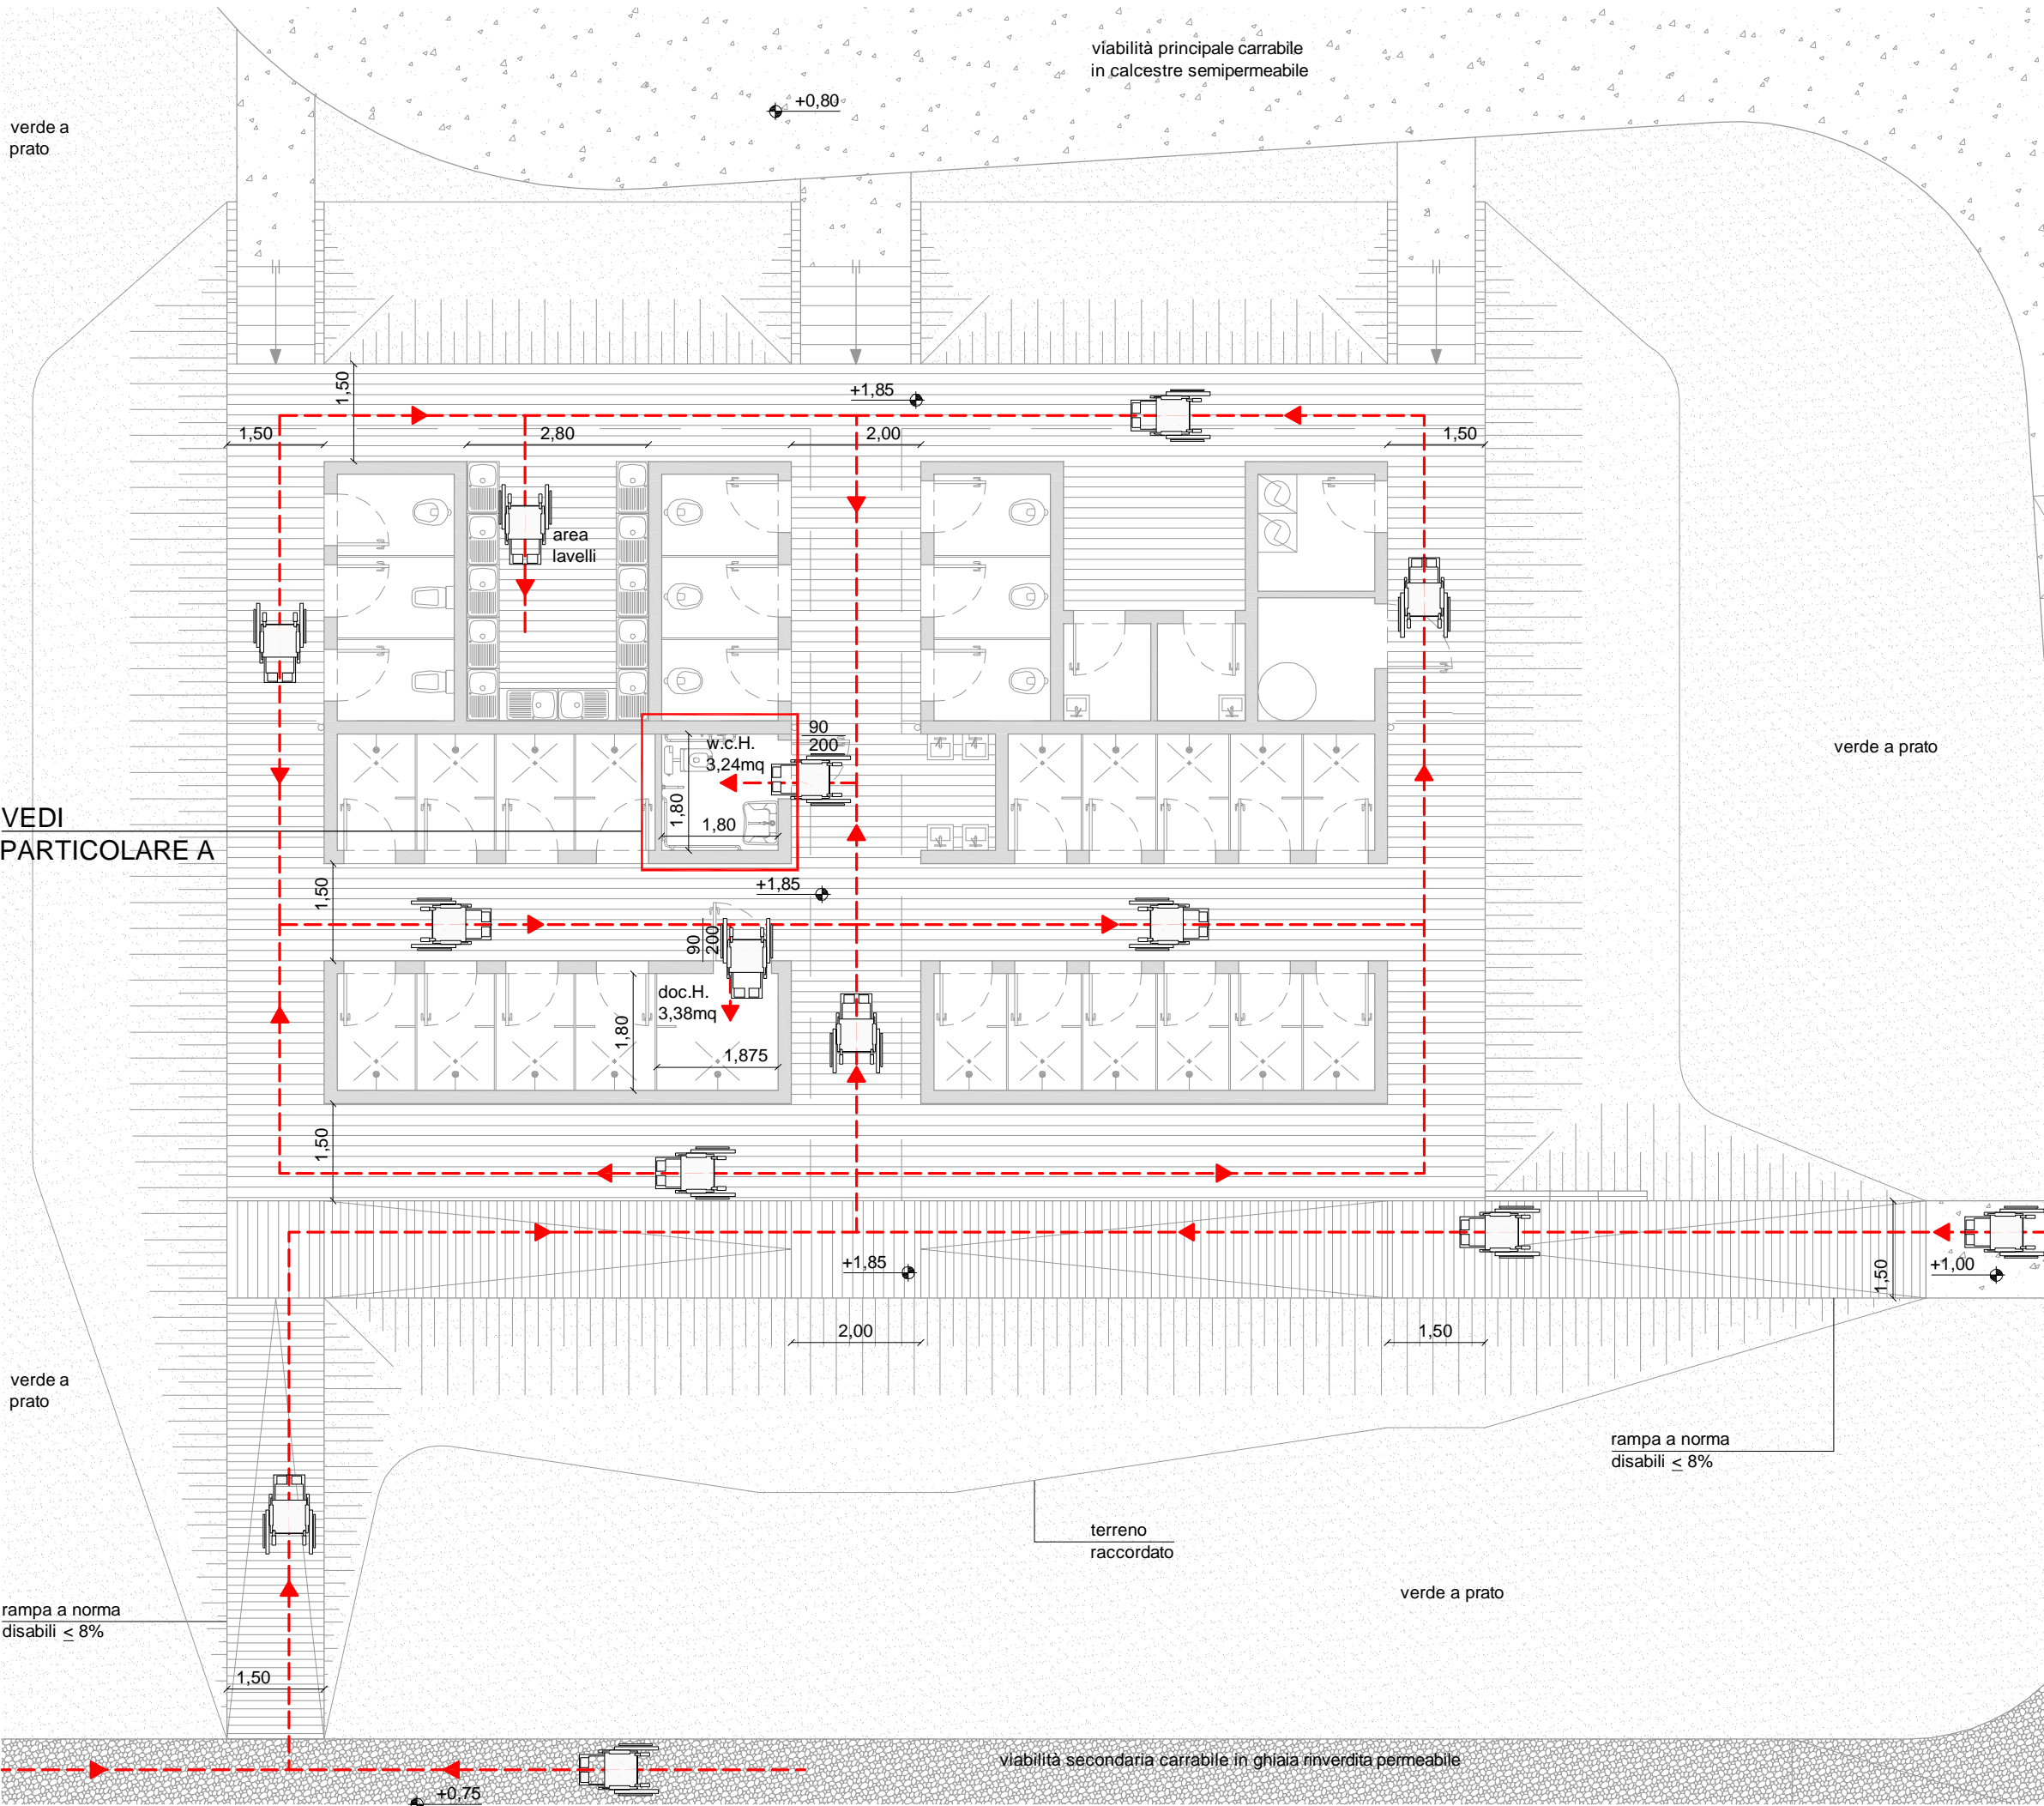 viabilità principale carrabile
in calcestre semipermeabile
+0,80
verde a
prato
1,50
+1,85
1,50
2,80
2,00
1,50
area
lavelli
w.c.H.
3,24mq
90
200
1,80
1,80
verde a prato
VEDI
PARTICOLARE A
1,50
+1,85
90
200
doc.H.
3,38mq
1,80
1,875
1,50
+1,85
1,50
+1,00
2,00
1,50
verde a
prato
rampa a norma
disabili ≤ 8%
terreno
raccordato
verde a prato
rampa a norma
disabili ≤ 8%
1,50
viabilità secondaria carrabile in ghiaia rinverdita permeabile
+0,75